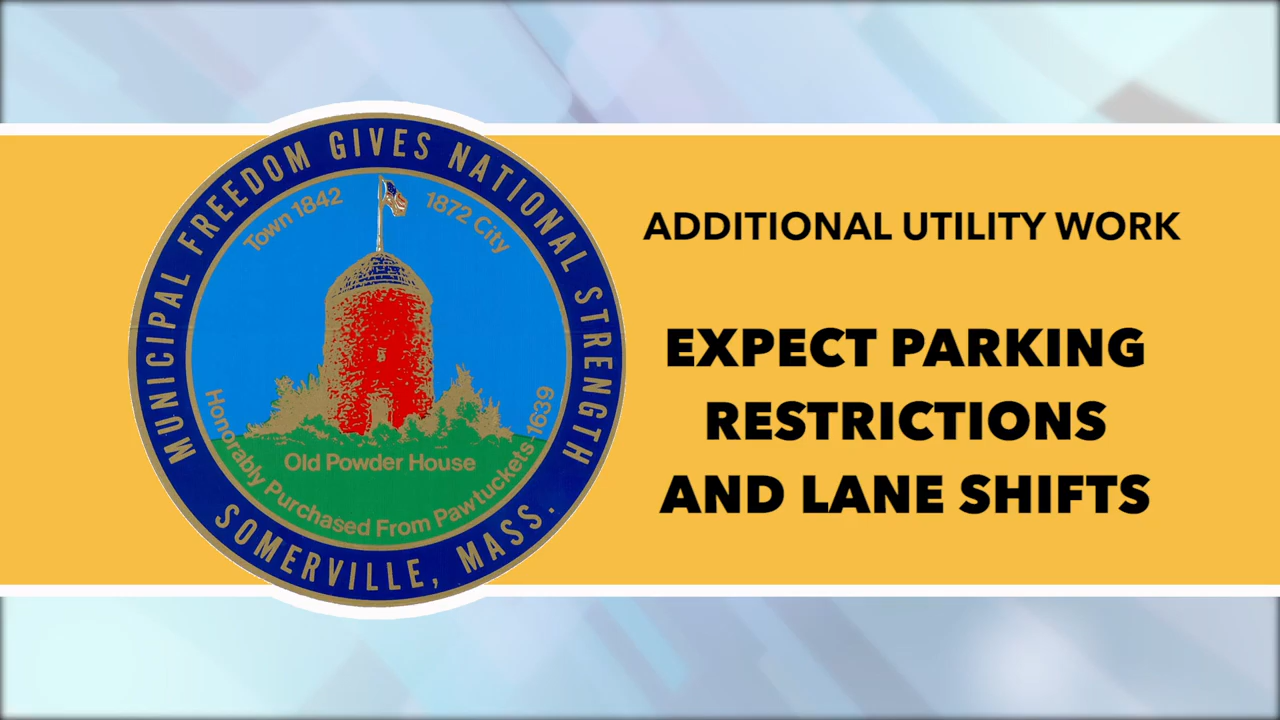 MUNICIPAL FREEDOM GIVES NATIONAL STRENGTH
Town 1842
1872 City
Old Powder House
Honorably Purchased From Pawtuckets 1639
SOMERVILLE, MASS.
ADDITIONAL UTILITY WORK
EXPECT PARKING
RESTRICTIONS
AND LANE SHIFTS